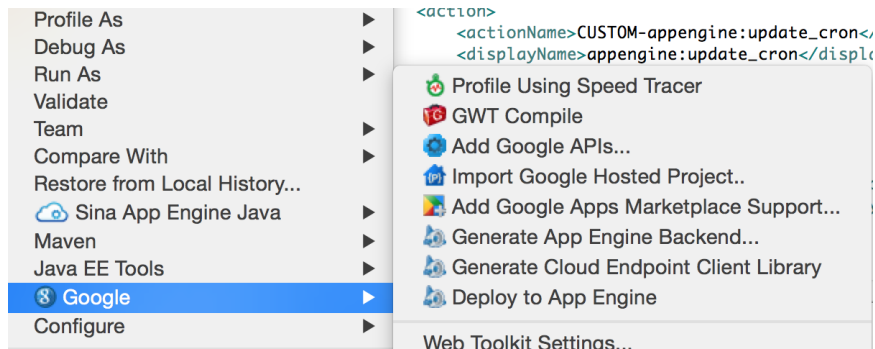 Profile As
Debug As
Run As
Validate
Team
Compare With
Restore from Local History...
Sina App Engine Java
Maven
Java EE Tools
Google
Configure
<action>
<actionName>CUSTOM-appengine:update_cron</
<displayName>appengine:update_cron</displa
Profile Using Speed Tracer
GWT Compile
Add Google APIs...
Import Google Hosted Project..
Add Google Apps Marketplace Support...
Generate App Engine Backend...
Generate Cloud Endpoint Client Library
Deploy to App Engine
Web Toolkit Settings...